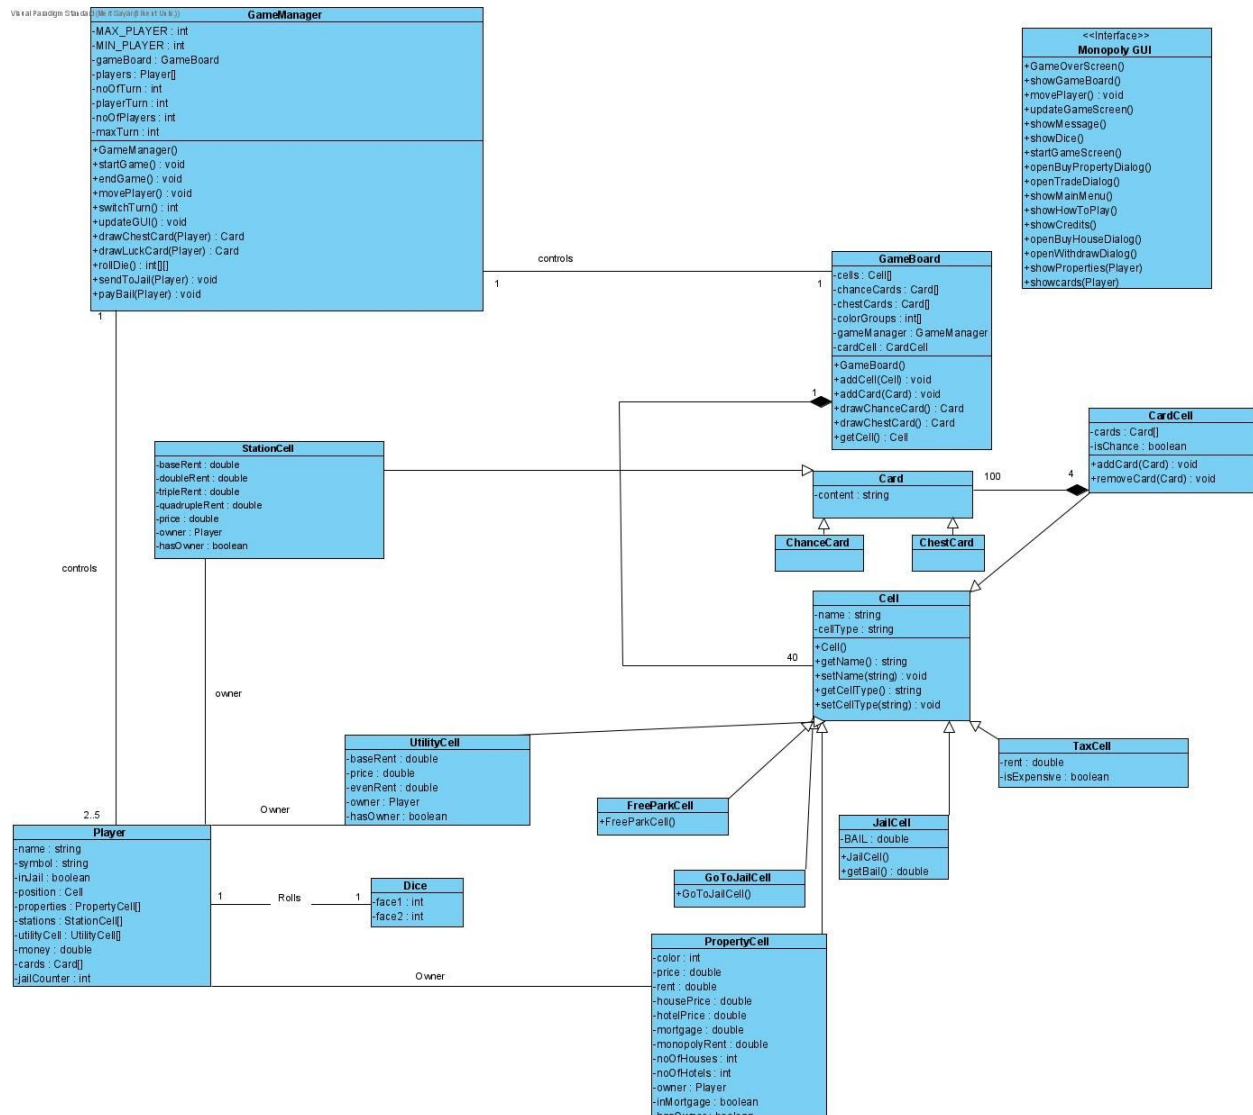 Visual Paradigm Standard (Mert Sayar(Bilkent Univ.))
GameManager
-MAX_PLAYER : int
-MIN_PLAYER : int
-gameBoard : GameBoard
-players : Player[]
-noOfTurn : int
-playerTurn : int
-noOfPlayers : int
-maxTurn : int
+GameManager()
+startGame() : void
+endGame() : void
+movePlayer() : void
+switchTurn() : int
+updateGUI() : void
+drawChestCard(Player) : Card
+drawLuckCard(Player) : Card
+rollDie() : int[][]
+sendToJail(Player) : void
+payBail(Player) : void
<<Interface>>
Monopoly GUI
+GameOverScreen()
+showGameBoard()
+movePlayer() : void
+updateGameScreen()
+showMessage()
+showDice()
+startGameScreen()
+openBuyPropertyDialog()
+openTradeDialog()
+showMainMenu()
+showHowToPlay()
+showCredits()
+openBuyHouseDialog()
+openWithdrawDialog()
+showProperties(Player)
+showcards(Player)
controls
1
1
GameBoard
-cells : Cell[]
-chanceCards : Card[]
-chestCards : Card[]
-colorGroups : int[]
-gameManager : GameManager
-cardCell : CardCell
+GameBoard()
+addCell(Cell) : void
+addCard(Card) : void
+drawChanceCard() : Card
+drawChestCard() : Card
+getCell() : Cell
1
1
CardCell
-cards : Card[]
-isChance : boolean
+addCard(Card) : void
+removeCard(Card) : void
StationCell
-baseRent : double
-doubleRent : double
-tripleRent : double
-quadrupleRent : double
-price : double
-owner : Player
-hasOwner : boolean
Card
-content : string
100
4
ChanceCard
ChestCard
controls
Cell
-name : string
-cellType : string
+Cell()
+getName() : string
+setName(string) : void
+getCellType() : string
+setCellType(string) : void
40
owner
UtilityCell
-baseRent : double
-price : double
-evenRent : double
-owner : Player
-hasOwner : boolean
TaxCell
-rent : double
-isExpensive : boolean
FreeParkCell
+FreeParkCell()
JailCell
-BAIL : double
+JailCell()
+getBail() : double
GoToJailCell
+GoToJailCell()
Owner
2..5
Player
-name : string
-symbol : string
-inJail : boolean
-position : Cell
-properties : PropertyCell[]
-stations : StationCell[]
-utilityCell : UtilityCell[]
-money : double
-cards : Card[]
-jailCounter : int
1
Rolls
1
Dice
-face1 : int
-face2 : int
Owner
PropertyCell
-color : int
-price : double
-rent : double
-housePrice : double
-hotelPrice : double
-mortgage : double
-monopolyRent : double
-noOfHouses : int
-noOfHotels : int
-owner : Player
-inMortgage : boolean